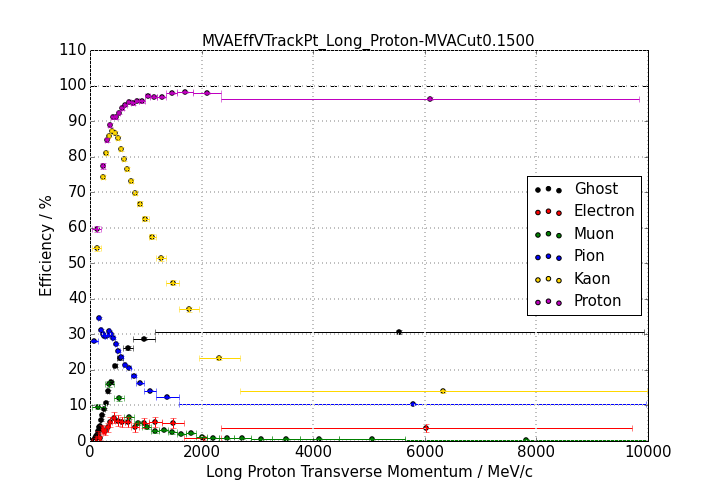 MVAEffVTrackPt_Long_Proton-MVACut0.1500
110
100
90
80
70
60
50
40
30
20
10
0
Efficiency / %
Ghost
Electron
Muon
Pion
Kaon
Proton
0 2000 4000 6000 8000 10000
Long Proton Transverse Momentum / MeV/c